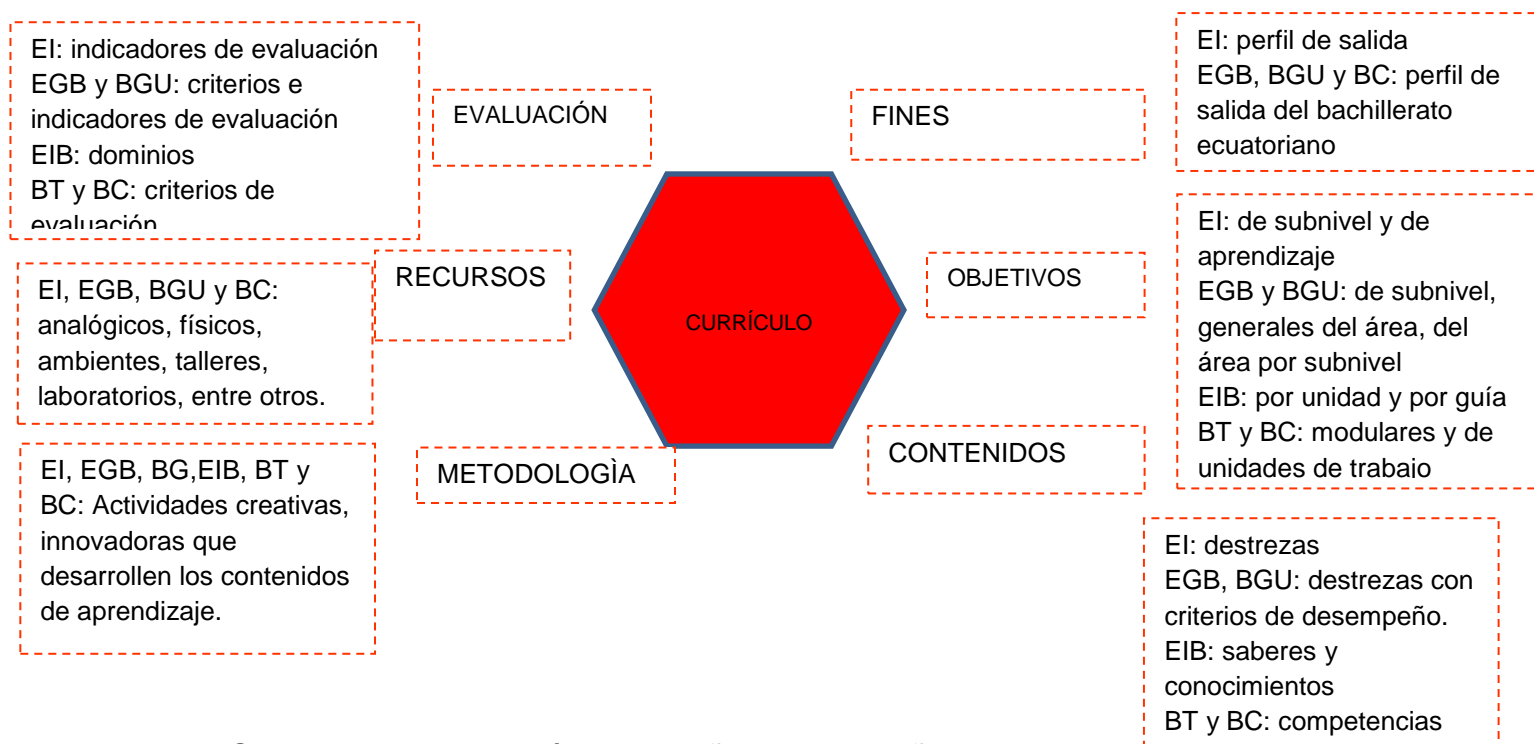 EI: indicadores de evaluación
EGB y BGU: criterios e
indicadores de evaluación
EIB: dominios
BT y BC: criterios de
evaluación
EVALUACIÓN
FINES
EI: perfil de salida
EGB, BGU y BC: perfil de
salida del bachillerato
ecuatoriano
RECURSOS
EI, EGB, BGU y BC:
analógicos, físicos,
ambientes, talleres,
laboratorios, entre otros.
CURRÍCULO
OBJETIVOS
EI: de subnivel y de
aprendizaje
EGB y BGU: de subnivel,
generales del área, del
área por subnivel
EIB: por unidad y por guía
BT y BC: modulares y de
unidades de trabajo
METODOLOGÌA
EI, EGB, BG,EIB, BT y
BC: Actividades creativas,
innovadoras que
desarrollen los contenidos
de aprendizaje.
CONTENIDOS
EI: destrezas
EGB, BGU: destrezas con
criterios de desempeño.
EIB: saberes y
conocimientos
BT y BC: competencias